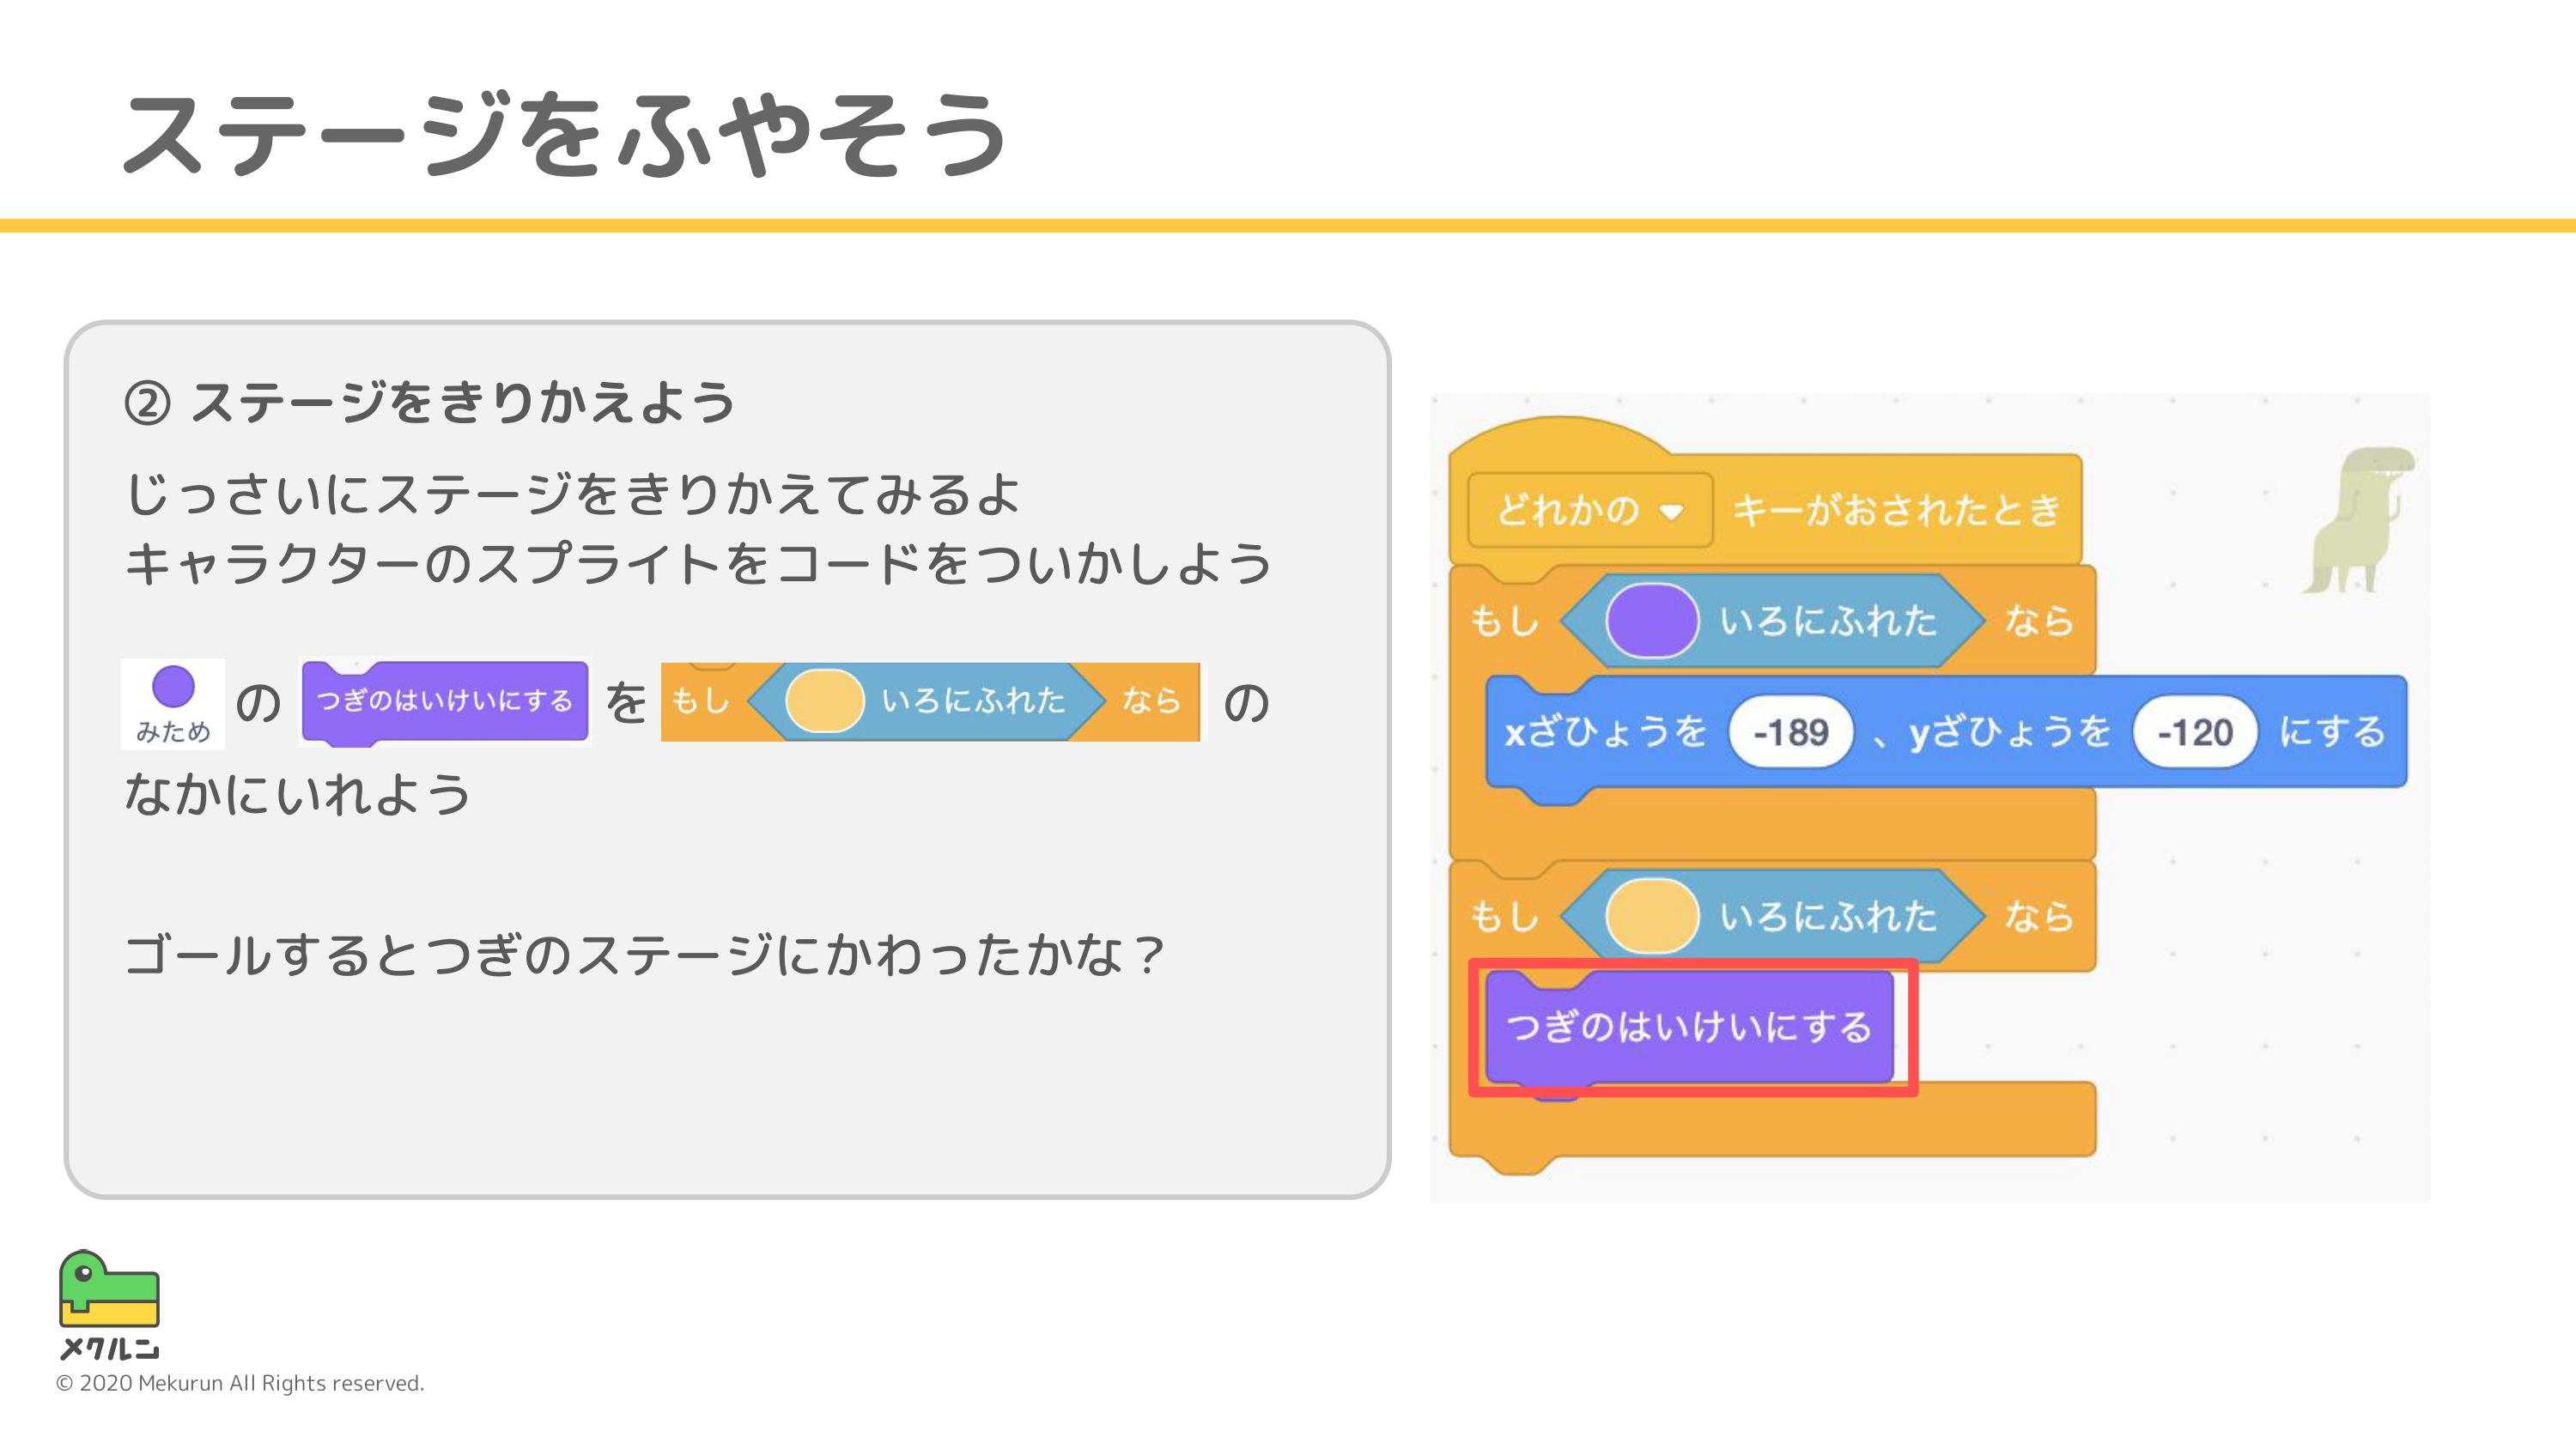 ステージをふやそう
② ステージをきりかえよう
じっさいにステージをきりかえてみるよ
キャラクターのスプライトをコードをついかしよう
みため の つぎのはいけいにする を もし いろにふれた なら の
なかにいれよう
ゴールするとつぎのステージにかわったかな？
どれかの キーがおされたとき
もし いろにふれた なら
xざひょうを -189 、yざひょうを -120 にする
もし いろにふれた なら
つぎのはいけいにする
メクルン
© 2020 Mekurun All Rights reserved.